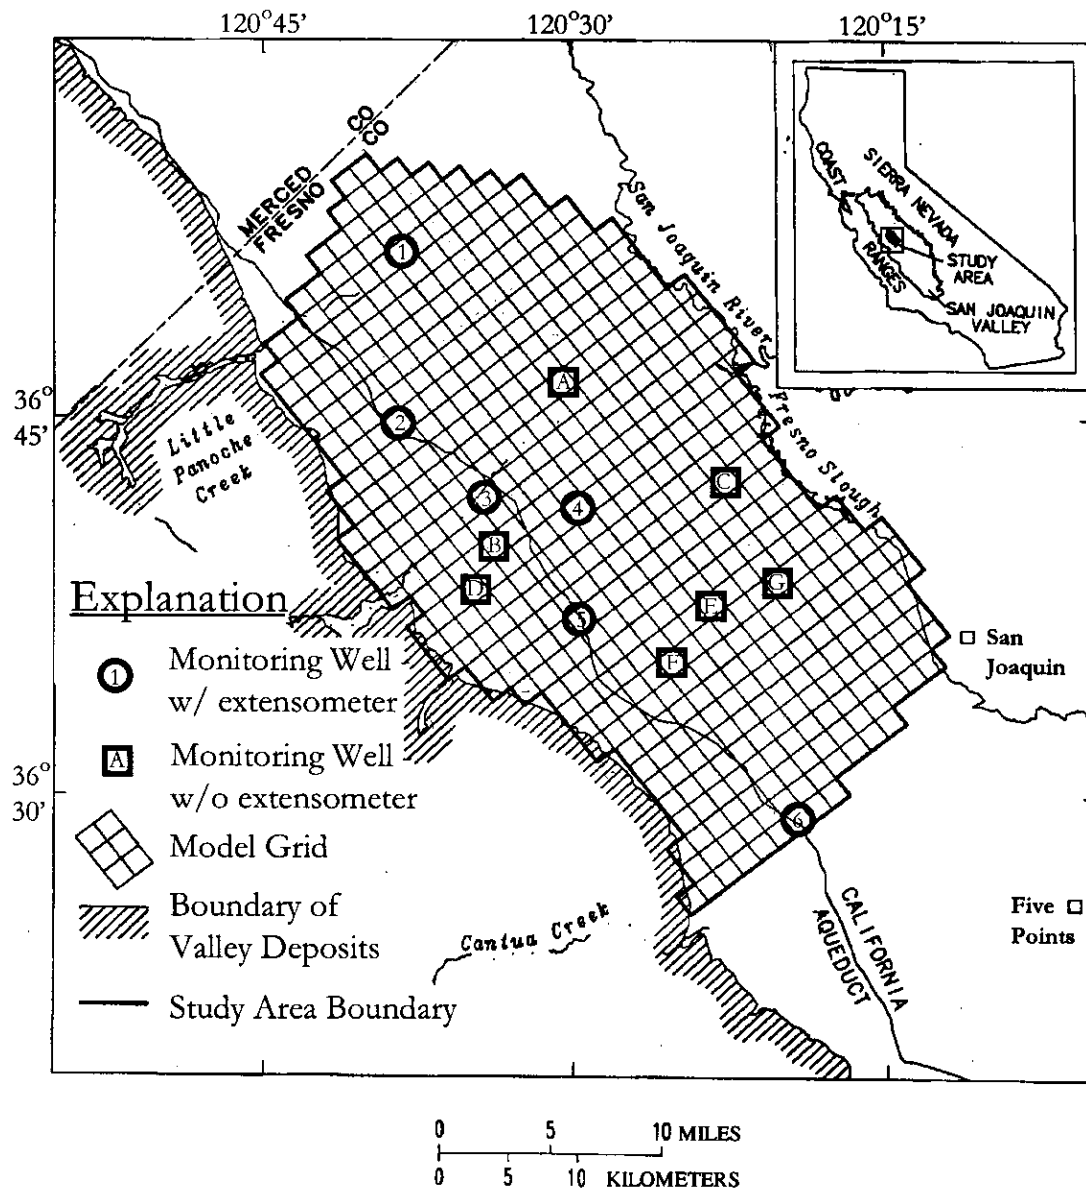 120°45' 120°30' 120°15'
MERCED CO
FRESNO CO
San Joaquin River
COAST
RANGES
SIERRA NEVADA
STUDY
AREA
SAN JOAQUIN
VALLEY
1
A
36°
45'
2
Little
Panoche
Creek
Fresno Slough
C
3
4
B
D
G
E
5
F
San
Joaquin
Explanation
1 Monitoring Well
w/ extensometer
A Monitoring Well
w/o extensometer
36°
30'
Model Grid
6
Boundary of
Valley Deposits
Cantua Creek
CALIFORNIA
AQUEDUCT
Five
Points
Study Area Boundary
0 5 10 MILES
0 5 10 KILOMETERS